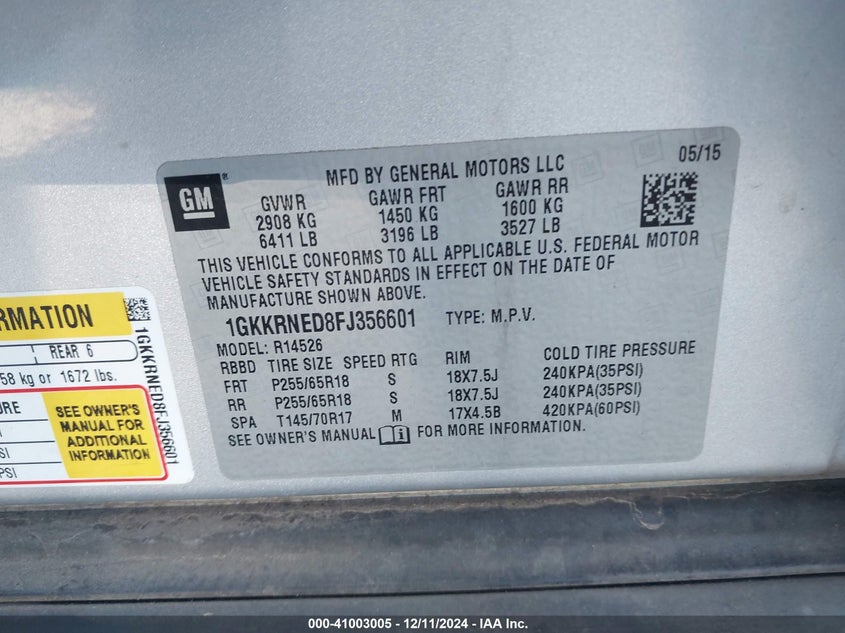 MFD BY GENERAL MOTORS LLC 05/15
GM®
GVWR GAWR FRT GAWR RR
2908 KG 1450 KG 1600 KG
6411 LB 3196 LB 3527 LB
THIS VEHICLE CONFORMS TO ALL APPLICABLE U.S. FEDERAL MOTOR
VEHICLE SAFETY STANDARDS IN EFFECT ON THE DATE OF
MANUFACTURE SHOWN ABOVE.
1GKKRNED8FJ356601 TYPE: M.P.V.
MODEL: R14526
RBBD TIRE SIZE SPEED RTG RIM COLD TIRE PRESSURE
FRT P255/65R18 S 18X7.5J 240KPA(35PSI)
RR P255/65R18 S 18X7.5J 240KPA(35PSI)
SPA T145/70R17 M 17X4.5B 420KPA(60PSI)
SEE OWNER'S MANUAL i FOR MORE INFORMATION.
RMATION
REAR 6
58 kg or 1672 lbs.
URE
SI
PSI
SEE OWNER'S
MANUAL FOR
ADDITIONAL
INFORMATION
1GKKRNED8FJ356601
000-41003005 - 12/11/2024 - IAA Inc.